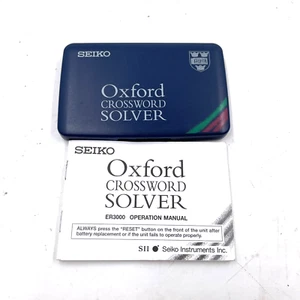 SEIKO
Oxford
CROSSWORD
SOLVER
SEIKO
Oxford
CROSSWORD
SOLVER
ER3000 OPERATION MANUAL
ALWAYS press the "RESET" button on the front of the unit after
battery replacement or if the unit fails to operate properly.
SII Seiko Instruments Inc.